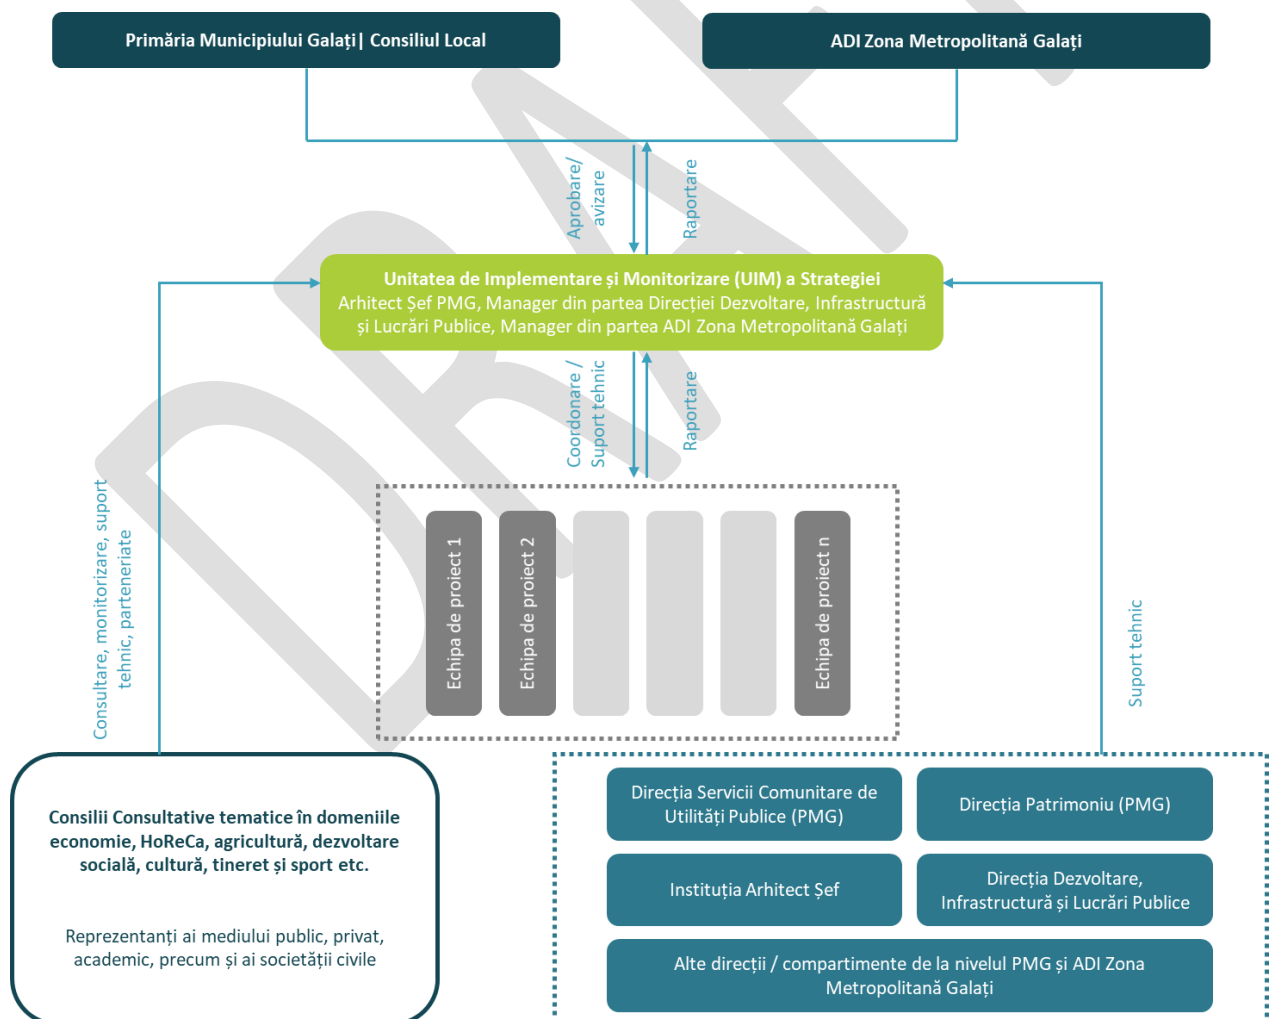 Primăria Municipiului Galați| Consiliul Local
ADI Zona Metropolitană Galați
Aprobare/
avizare
Raportare
Unitatea de Implementare și Monitorizare (UIM) a Strategiei
Arhitect Șef PMG, Manager din partea Direcției Dezvoltare, Infrastructură
și Lucrări Publice, Manager din partea ADI Zona Metropolitană Galați
Coordonare /
Suport tehnic
Raportare
Consultare, monitorizare, suport
tehnic, parteneriate
Echipa de proiect 1
Echipa de proiect 2
Echipa de proiect n
Suport tehnic
Consilii Consultative tematice în domeniile
economie, HoReCa, agricultură, dezvoltare
socială, cultură, tineret și sport etc.
Reprezentanți ai mediului public, privat,
academic, precum și ai societății civile
Direcția Servicii Comunitare de
Utilități Publice (PMG)
Direcția Patrimoniu (PMG)
Instituția Arhitect Șef
Direcția Dezvoltare,
Infrastructură și Lucrări Publice
Alte direcții / compartimente de la nivelul PMG și ADI Zona
Metropolitană Galați
DRAFT